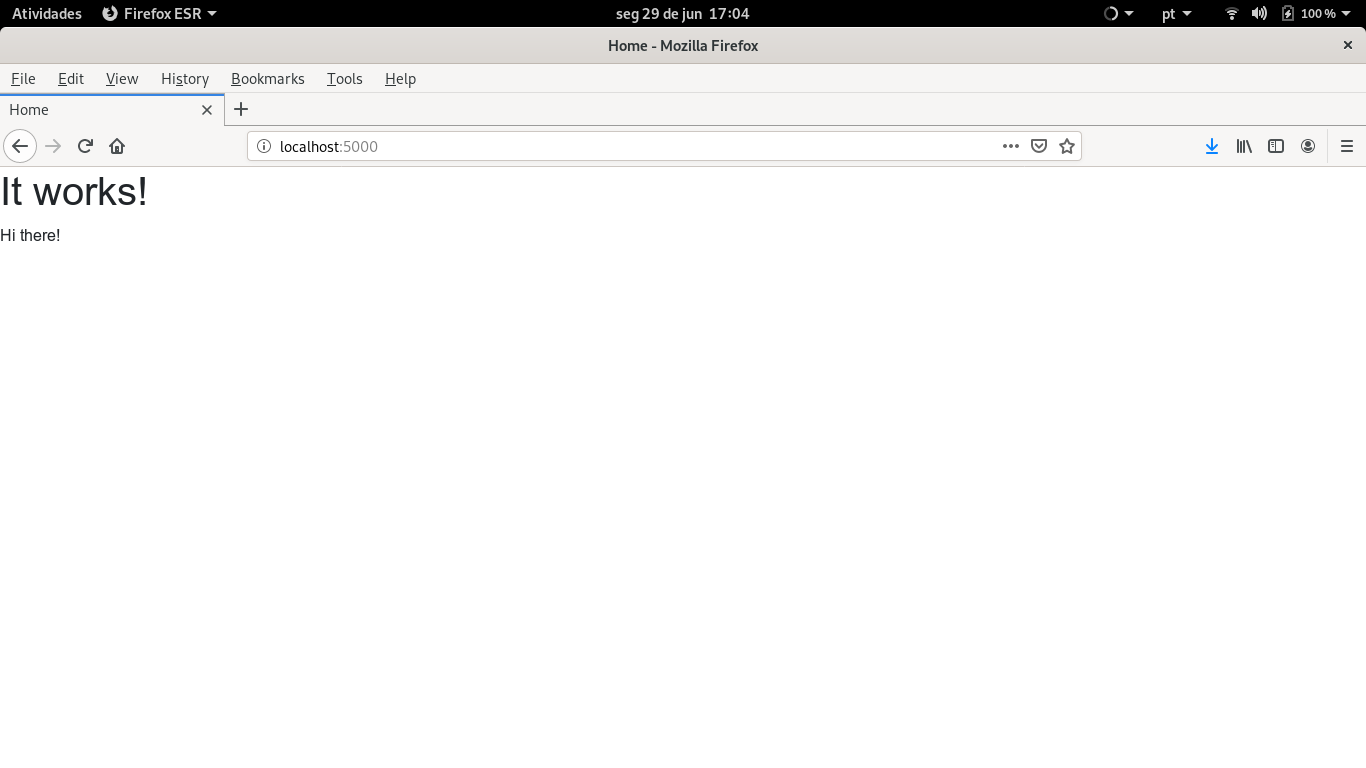 Atividades Firefox ESR seg 29 de jun 17:04 pt 100 %
Home - Mozilla Firefox
File Edit View History Bookmarks Tools Help
Home
localhost:5000
It works!
Hi there!